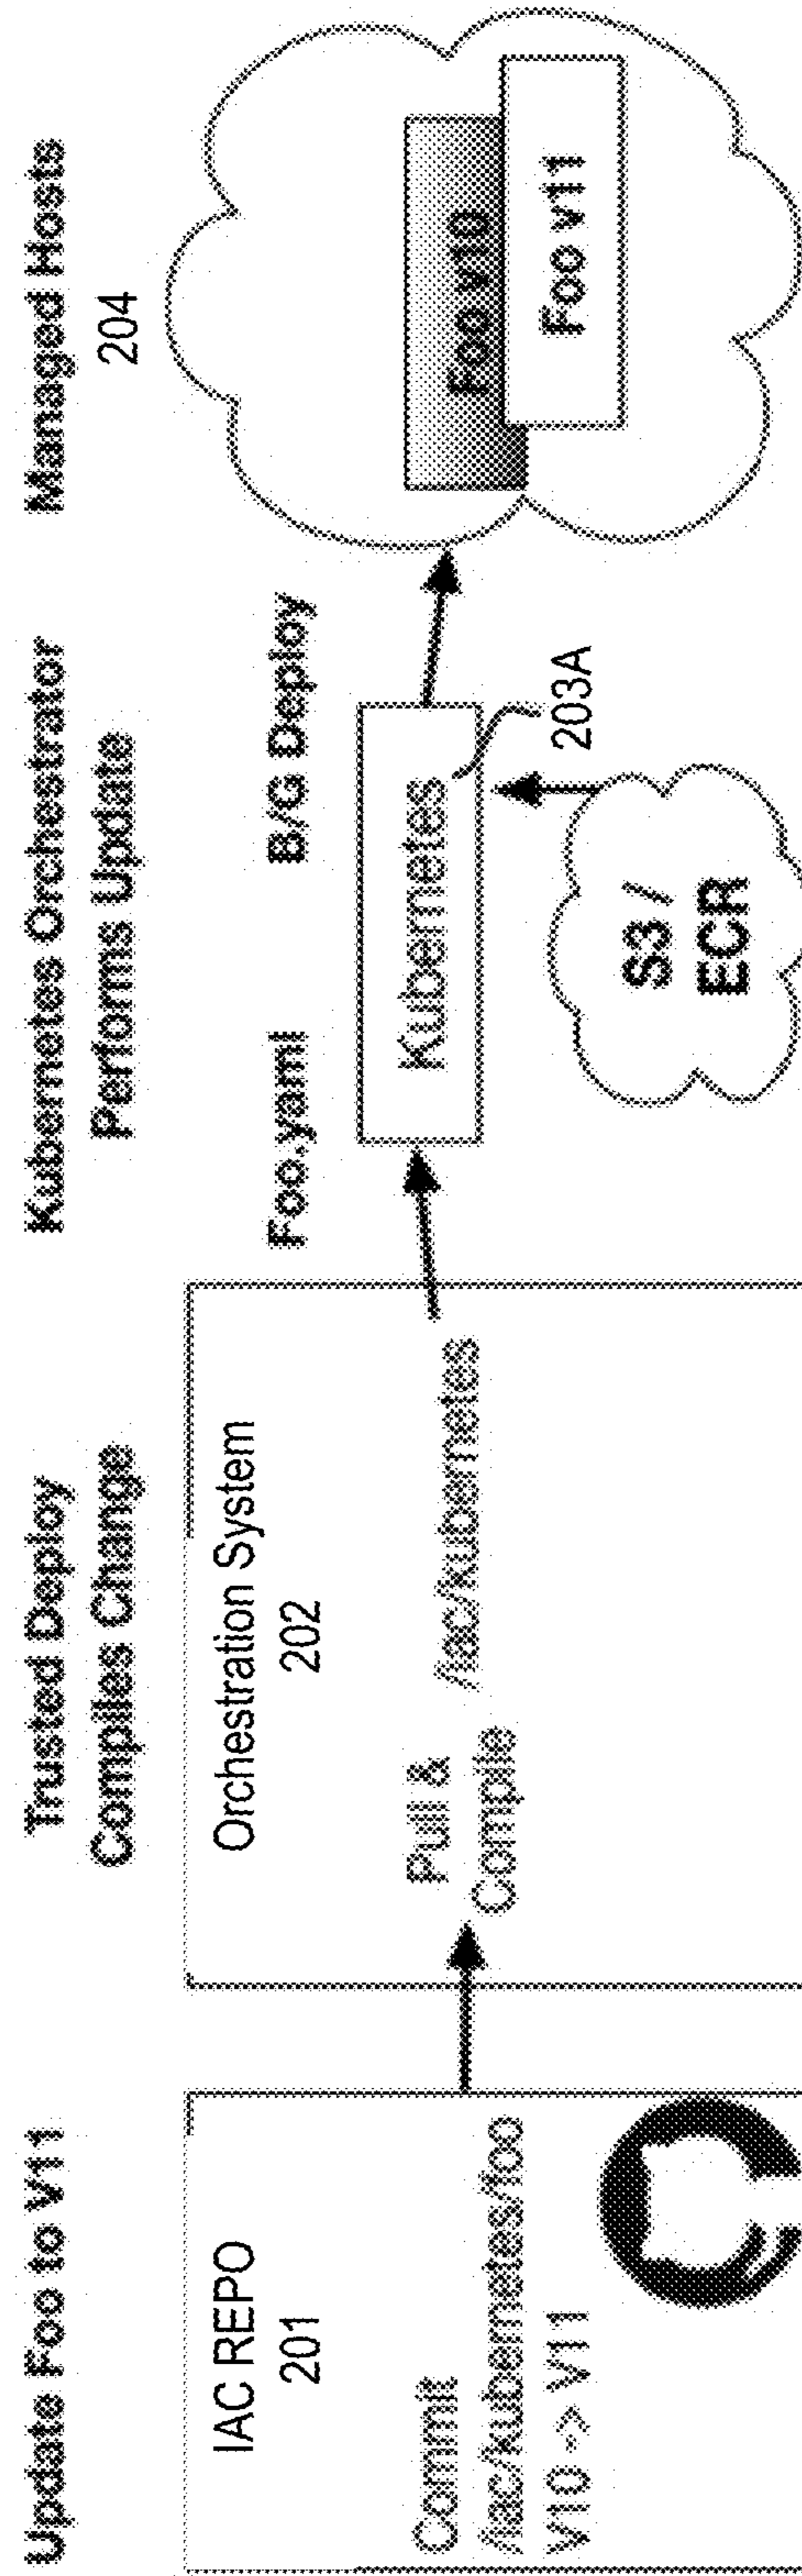 Update Foo to V11
IAC REPO
201
Commit
/iac/kubernetes/foo
V10 -> V11
Trusted Deploy
Compiles Change
Orchestration System
202
Pull &
Compile
/iac/kubernetes
Kubernetes Orchestrator
Performs Update
Foo.yaml
B/G Deploy
Kubernetes
203A
S3 /
ECR
Managed Hosts
204
Foo v10
Foo v11